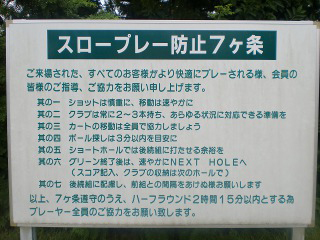 スロープレー防止7ヶ条
ご来場された、すべてのお客様がより快適にプレーされる様、会員の
皆様のご指導、ご協力をお願い申し上げます。
其の一 ショットは慎重に、移動は速やかに
其の二 クラブは常に2〜3本持ち、あらゆる状況に対応できる準備を
其の三 カートの移動は全員で協力しましょう
其の四 ボール探しは3分以内を目安に
其の五 ショートホールでは後続組に打たせる余裕を
其の六 グリーン終了後は、速やかにNEXT HOLEへ
（スコア記入、クラブの収納は次のホールで）
其の七 後続組に配慮し、前組との間隔をあけぬ様お願いします
以上、7ヶ条遵守のうえ、ハーフラウンド2時間15分以内とする為
プレーヤー全員のご協力をお願い致します。